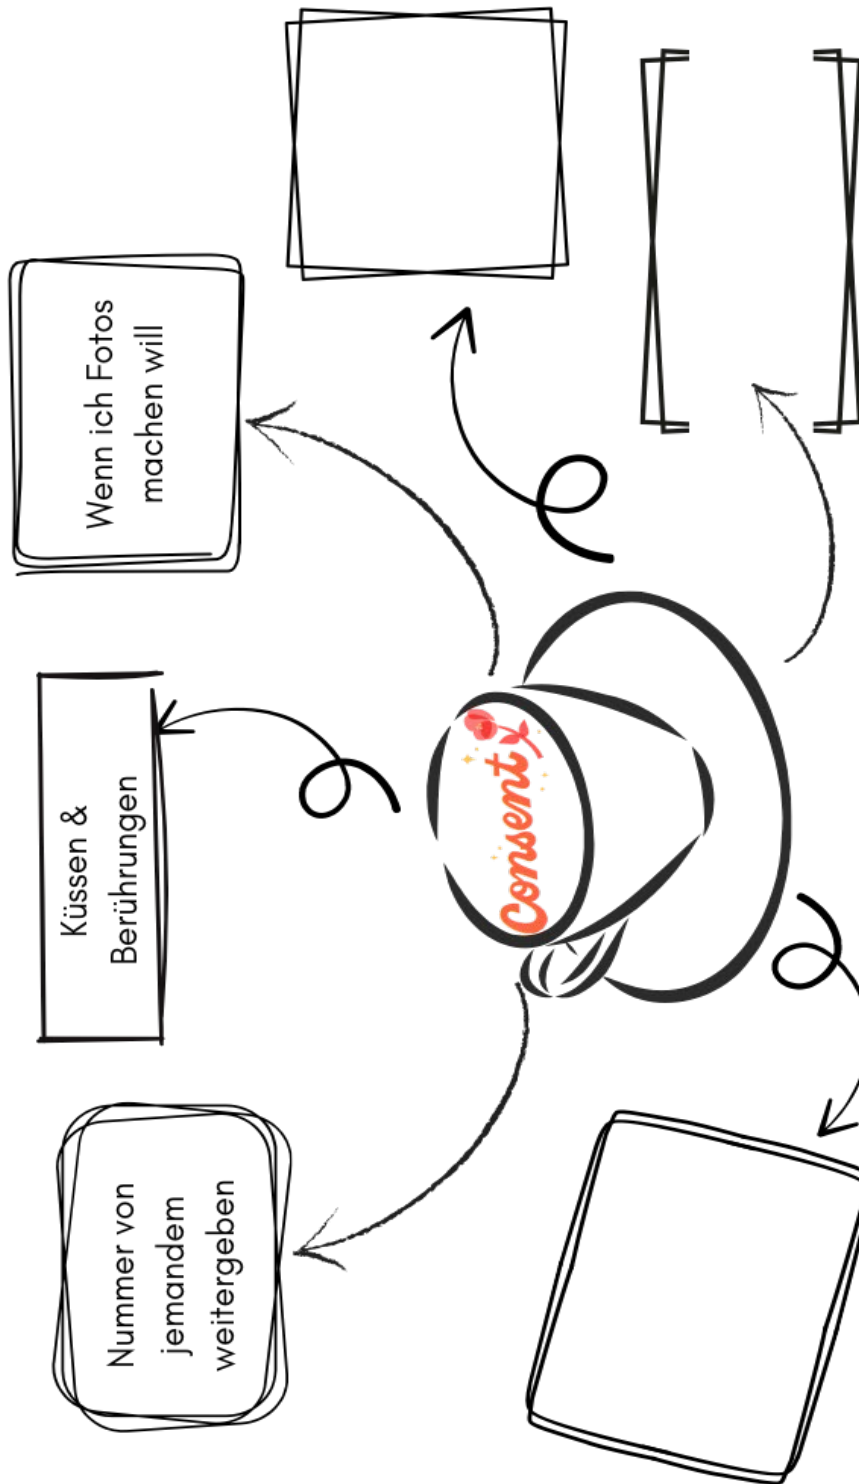 Nummer von
jemandem
weitergeben
Küssen &
Berührungen
Wenn ich Fotos
machen will
Consent